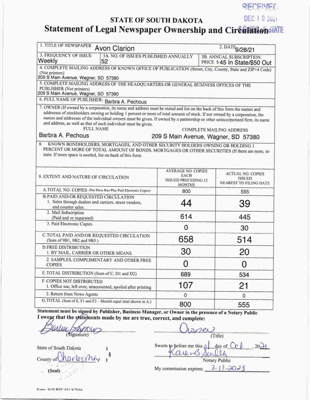 RECEIVED
DEC 10 2021
STATE OF SOUTH DAKOTA
Statement of Legal Newspaper Ownership and Circulation
1. TITLE OF NEWSPAPER Avon Clarion 2. DATE 9/28/21
3. FREQUENCY OF ISSUE Weekly 3A. NO. OF ISSUES PUBLISHED ANNUALLY 52 3B. ANNUAL SUBSCRIPTION PRICE $45 In State/$50 Out
4. COMPLETE MAILING ADDRESS OF KNOWN OFFICE OF PUBLICATION (Street, City, County, State and ZIP+4 Code)
(Not printers)
209 S Main Avenue, Wagner, SD 57380
5. COMPLETE MAILING ADDRESS OF THE HEADQUARTERS OR GENERAL BUSINESS OFFICES OF THE
PUBLISHER (Not printers)
209 S Main Avenue, Wagner, SD 57380
6. FULL NAME OF PUBLISHER: Barbra A. Pechous
7. OWNER (If owned by a corporation, its name and address must be stated and on the back of this form the names and
addresses of stockholders owning or holding 1 percent or more of total amount of stock. If not owned by a corporation, the
names and addresses of the individual owners must be given. If owned by a partnership or other unincorporated firm, its name
and address, as well as that of each individual must be given.
FULL NAME COMPLETE MAILING ADDRESS
Barbra A. Pechous 209 S Main Avenue, Wagner, SD 57380
8. KNOWN BONDHOLDERS, MORTGAGES, AND OTHER SECURITY HOLDERS OWNING OR HOLDING 1
PERCENT OR MORE OF TOTAL AMOUNT OF BONDS, MORTGAGES OR OTHER SECURITIES (If there are none, so
state. If more space is needed, list on back of this form.
9. EXTENT AND NATURE OF CIRCULATION AVERAGE NO. COPIES EACH ISSUED PRECEDING 12 MONTHS ACTUAL NO. COPIES ISSUED NEAREST TO FILING DATE
A. TOTAL NO. COPIES (Net Press Run Plus Paid Electronic Copies) 800 555
B. PAID AND/OR REQUESTED CIRCULATION
1. Sales through dealers and carriers, street vendors,
and counter sales 44 39
2. Mail Subscription
(Paid and or requested) 614 445
3. Paid Electronic Copies 0 30
C. TOTAL PAID AND/OR REQUESTED CIRCULATION
(Sum of 9B1, 9B2 and 9B3) 658 514
D. FREE DISTRIBUTION
1. BY MAIL, CARRIER OR OTHER MEANS 30 20
2. SAMPLES, COMPLIMENTARY AND OTHER FREE
COPIES 0 0
E. TOTAL DISTRIBUTION (Sum of C, D1 and D2) 689 534
F. COPIES NOT DISTRIBUTED
1. Office use, left over, unaccounted, spoiled after printing 107 21
2. Return from News Agents 0 0
G. TOTAL (Sum of E, F1 and F2 - Should equal total shown in A.) 800 555
Statement must be signed by Publisher, Business Manager, or Owner in the presence of a Notary Public
I swear that the statements made by me are true, correct, and complete:
(Signature) (Title)
State of South Dakota
County of Charles Mix
Sworn to before me this day of Oct 2021
Notary Public
(Seal) My commission expires: 2-11-2023